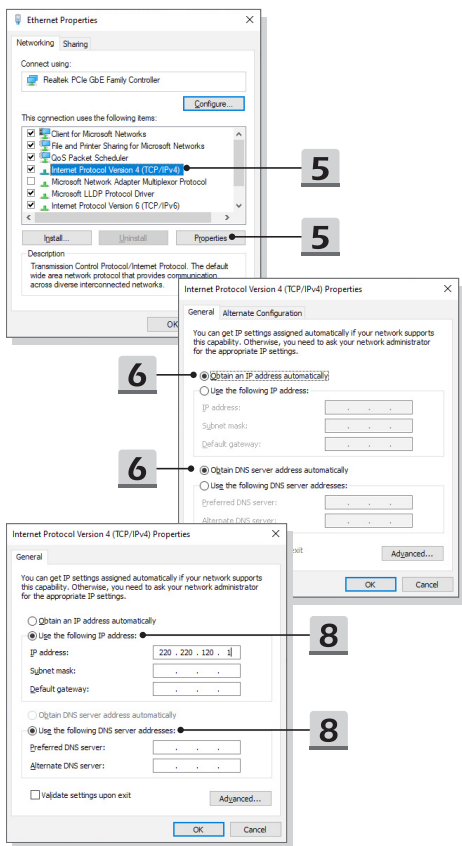 Ethernet Properties
Networking Sharing
Connect using:
Realtek PCIe GbE Family Controller
Configure...
This connection uses the following items:
Client for Microsoft Networks
File and Printer Sharing for Microsoft Networks
QoS Packet Scheduler
Internet Protocol Version 4 (TCP/IPv4)
5
Microsoft Network Adapter Multiplexor Protocol
Microsoft LLDP Protocol Driver
Internet Protocol Version 6 (TCP/IPv6)
Install... Uninstall Properties
5
Description
Transmission Control Protocol/Internet Protocol. The default
wide area network protocol that provides communication
across diverse interconnected networks.
OK
Internet Protocol Version 4 (TCP/IPv4) Properties
General Alternate Configuration
You can get IP settings assigned automatically if your network supports
this capability. Otherwise, you need to ask your network administrator
for the appropriate IP settings.
6
Obtain an IP address automatically
Use the following IP address:
IP address: . . .
Subnet mask: . . .
Default gateway: . . .
6
Obtain DNS server address automatically
Use the following DNS server addresses:
Preferred DNS server: . . .
Alternate DNS server: . . .
exit
Advanced...
OK Cancel
Internet Protocol Version 4 (TCP/IPv4) Properties
General
You can get IP settings assigned automatically if your network supports
this capability. Otherwise, you need to ask your network administrator
for the appropriate IP settings.
Obtain an IP address automatically
Use the following IP address:
8
IP address: 220 . 220 . 120 . 1
Subnet mask: . . .
Default gateway: . . .
Obtain DNS server address automatically
Use the following DNS server addresses:
8
Preferred DNS server: . . .
Alternate DNS server: . . .
Validate settings upon exit
Advanced...
OK Cancel